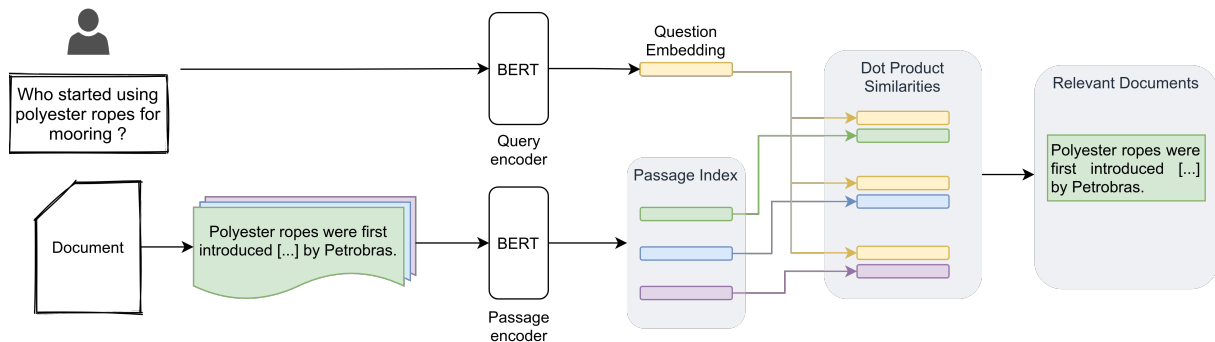 Who started using
polyester ropes for
mooring ?
BERT
Query
encoder
Question
Embedding
Dot Product
Similarities
Relevant Documents
Polyester ropes were
first introduced [...]
by Petrobras.
Passage Index
Document
Polyester ropes were first
introduced [...] by Petrobras.
BERT
Passage
encoder